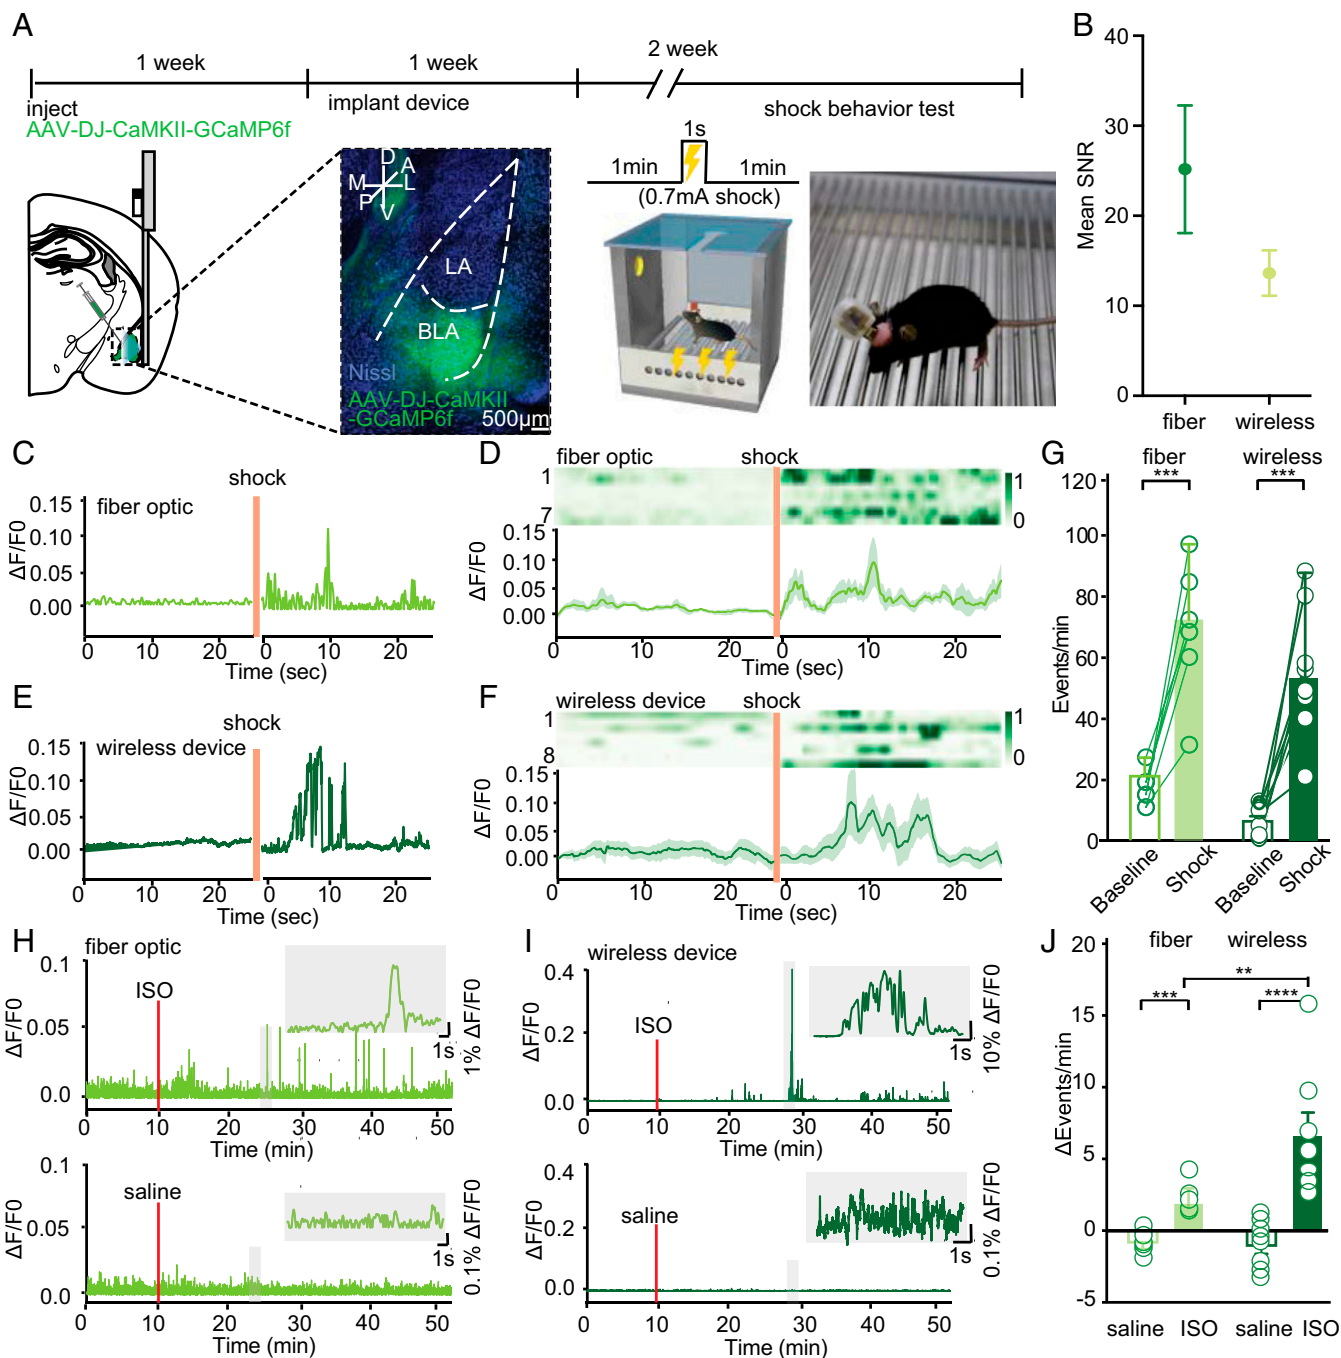 A
1 week
1 week
2 week
inject
implant device
shock behavior test
AAV-DJ-CaMKII-GCaMP6f
D
A
M
L
P
V
LA
BLA
Nissl
AAV-DJ-CaMKII
-GCaMP6f
500μm
1s
1min
1min
(0.7mA shock)
B
40
30
20
10
0
Mean SNR
fiber
wireless
C
shock
fiber optic
0.15
0.10
0.05
0.00
ΔF/F0
0
10
20
0
10
20
Time (sec)
D
fiber optic
shock
1
7
1
0
0.15
0.10
0.05
0.00
ΔF/F0
0
10
20
0
10
20
Time (sec)
E
shock
wireless device
0.15
0.10
0.05
0.00
ΔF/F0
0
10
20
0
10
20
Time (sec)
F
wireless device
shock
1
8
1
0
0.15
0.10
0.05
0.00
ΔF/F0
0
10
20
0
10
20
Time (sec)
G
fiber
wireless
***
***
120
100
80
60
40
20
0
Events/min
Baseline
Shock
Baseline
Shock
H
fiber optic
0.1
0.05
0.0
ΔF/F0
ISO
1s
1% ΔF/F0
0
10
20
30
40
50
Time (min)
0.1
0.05
0.0
ΔF/F0
saline
1s
0.1% ΔF/F0
0
10
20
30
40
50
Time (min)
I
wireless device
0.4
0.2
0.0
ΔF/F0
ISO
1s
10% ΔF/F0
0
10
20
30
40
50
Time (min)
0.4
0.2
0.0
ΔF/F0
saline
1s
0.1% ΔF/F0
0
10
20
30
40
50
Time (min)
J
fiber
wireless
**
***
****
20
15
10
5
0
-5
ΔEvents/min
saline
ISO
saline
ISO